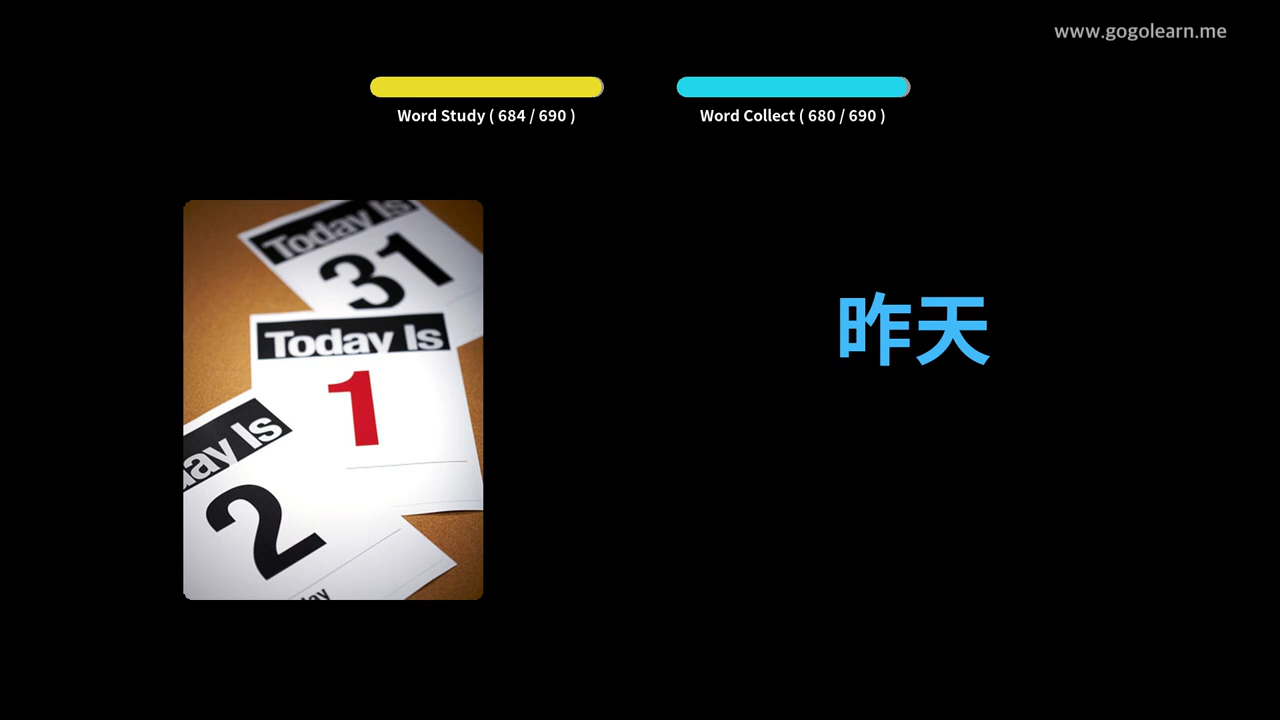 www.gogolearn.me
Word Study ( 684 / 690 )
Word Collect ( 680 / 690 )
Today Is
31
Today Is
1
ay Is
2
昨天